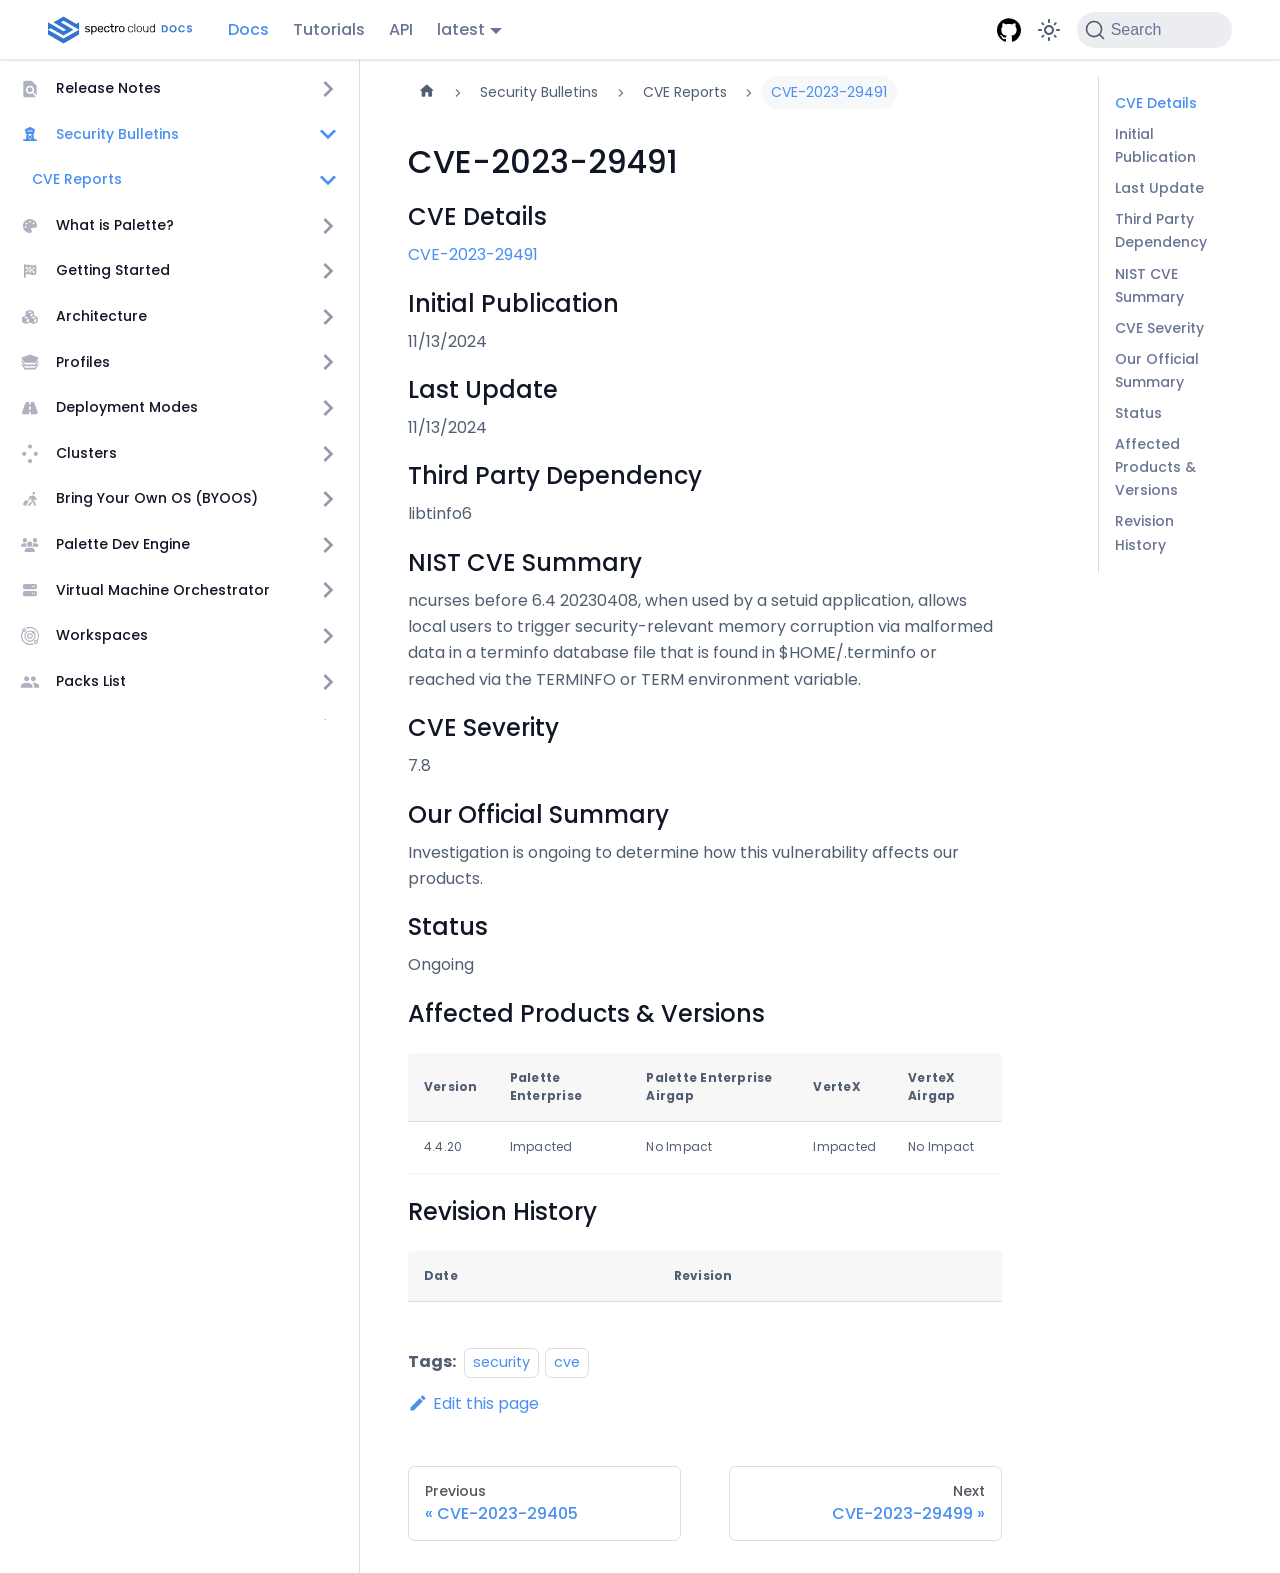 spectro cloud DOCS Docs Tutorials API latest Search
Release Notes
Security Bulletins
CVE Reports
What is Palette?
Getting Started
Architecture
Profiles
Deployment Modes
Clusters
Bring Your Own OS (BYOOS)
Palette Dev Engine
Virtual Machine Orchestrator
Workspaces
Packs List
Security Bulletins CVE Reports CVE-2023-29491
CVE-2023-29491
CVE Details
CVE-2023-29491
Initial Publication
11/13/2024
Last Update
11/13/2024
Third Party Dependency
libtinfo6
NIST CVE Summary
ncurses before 6.4 20230408, when used by a setuid application, allows
local users to trigger security-relevant memory corruption via malformed
data in a terminfo database file that is found in $HOME/.terminfo or
reached via the TERMINFO or TERM environment variable.
CVE Severity
7.8
Our Official Summary
Investigation is ongoing to determine how this vulnerability affects our
products.
Status
Ongoing
Affected Products & Versions
Version Palette Enterprise Palette Enterprise Airgap VerteX VerteX Airgap
4.4.20 Impacted No Impact Impacted No Impact
Revision History
Date Revision
Tags: security cve
Edit this page
Previous
« CVE-2023-29405
Next
CVE-2023-29499 »
CVE Details
Initial
Publication
Last Update
Third Party
Dependency
NIST CVE
Summary
CVE Severity
Our Official
Summary
Status
Affected
Products &
Versions
Revision
History